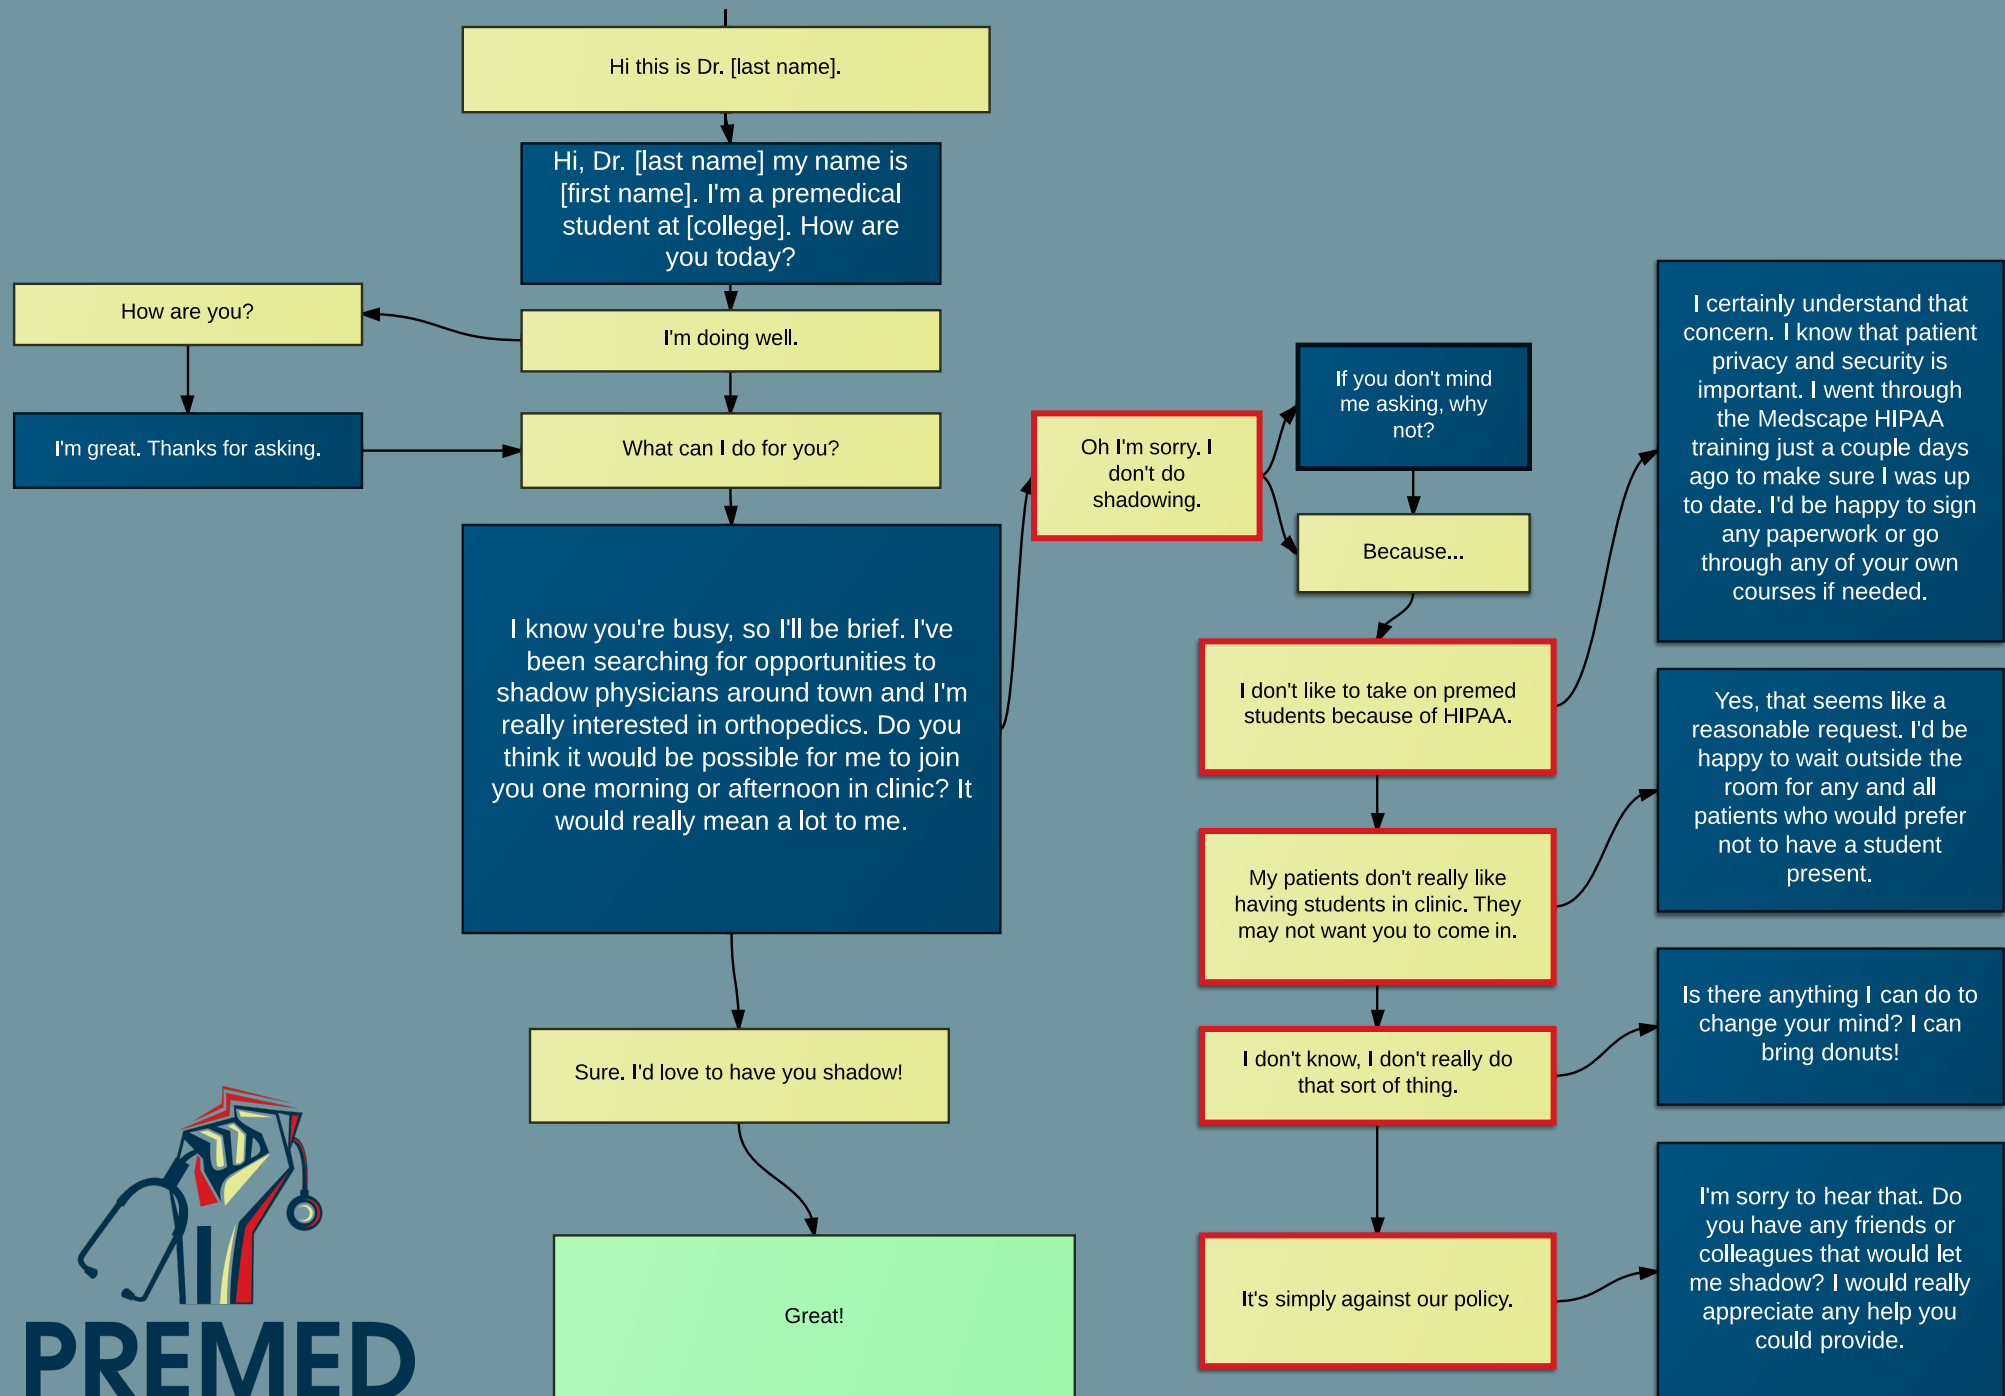 Hi this is Dr. [last name].
Hi, Dr. [last name] my name is
[first name]. I'm a premedical
student at [college]. How are
you today?
How are you?
I'm doing well.
I'm great. Thanks for asking.
What can I do for you?
I know you're busy, so I'll be brief. I've
been searching for opportunities to
shadow physicians around town and I'm
really interested in orthopedics. Do you
think it would be possible for me to join
you one morning or afternoon in clinic? It
would really mean a lot to me.
Sure. I'd love to have you shadow!
Great!
Oh I'm sorry. I
don't do
shadowing.
If you don't mind
me asking, why
not?
Because...
I don't like to take on premed
students because of HIPAA.
I certainly understand that
concern. I know that patient
privacy and security is
important. I went through
the Medscape HIPAA
training just a couple days
ago to make sure I was up
to date. I'd be happy to sign
any paperwork or go
through any of your own
courses if needed.
My patients don't really like
having students in clinic. They
may not want you to come in.
Yes, that seems like a
reasonable request. I'd be
happy to wait outside the
room for any and all
patients who would prefer
not to have a student
present.
I don't know, I don't really do
that sort of thing.
Is there anything I can do to
change your mind? I can
bring donuts!
It's simply against our policy.
I'm sorry to hear that. Do
you have any friends or
colleagues that would let
me shadow? I would really
appreciate any help you
could provide.
PREMED